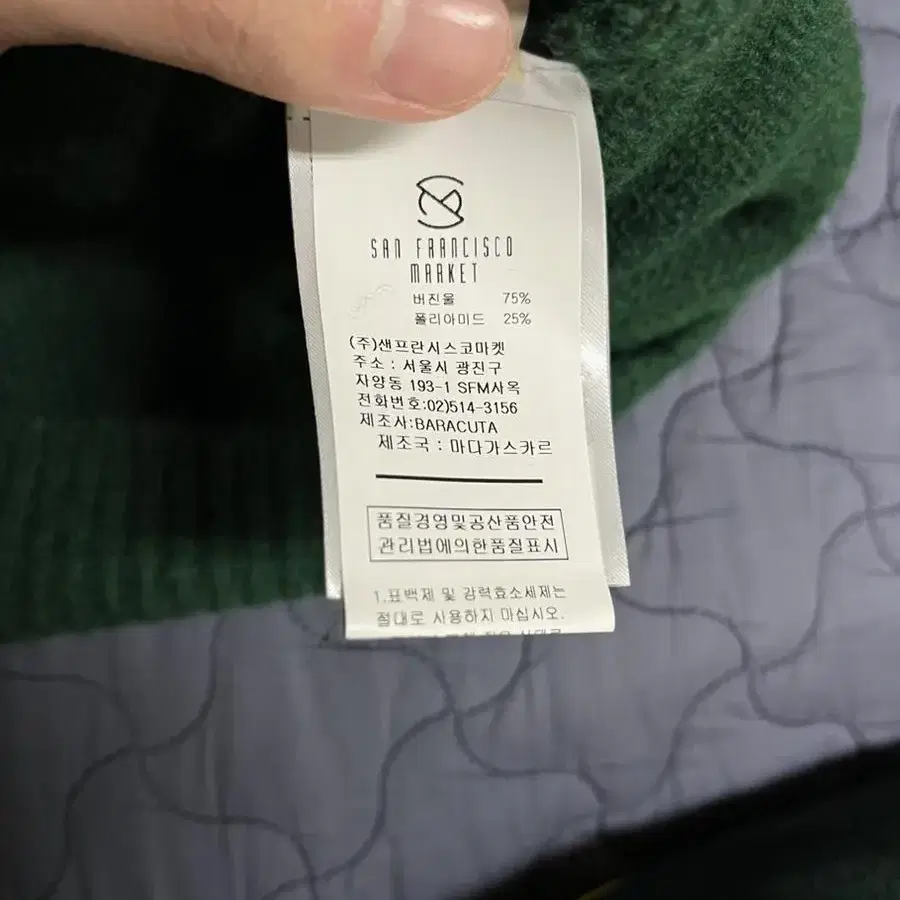 SAN FRANCISCO
MARKET
버진울 75%
폴리아미드 25%
(주)샌프란시스코마켓
주소 : 서울시 광진구
자양동 193-1 SFM사옥
전화번호:02)514-3156
제조사:BARACUTA
제조국 : 마다가스카르
품질경영및공산품안전
관리법에의한품질표시
1.표백제 및 강력효소세제는
절대로 사용하지 마십시오.